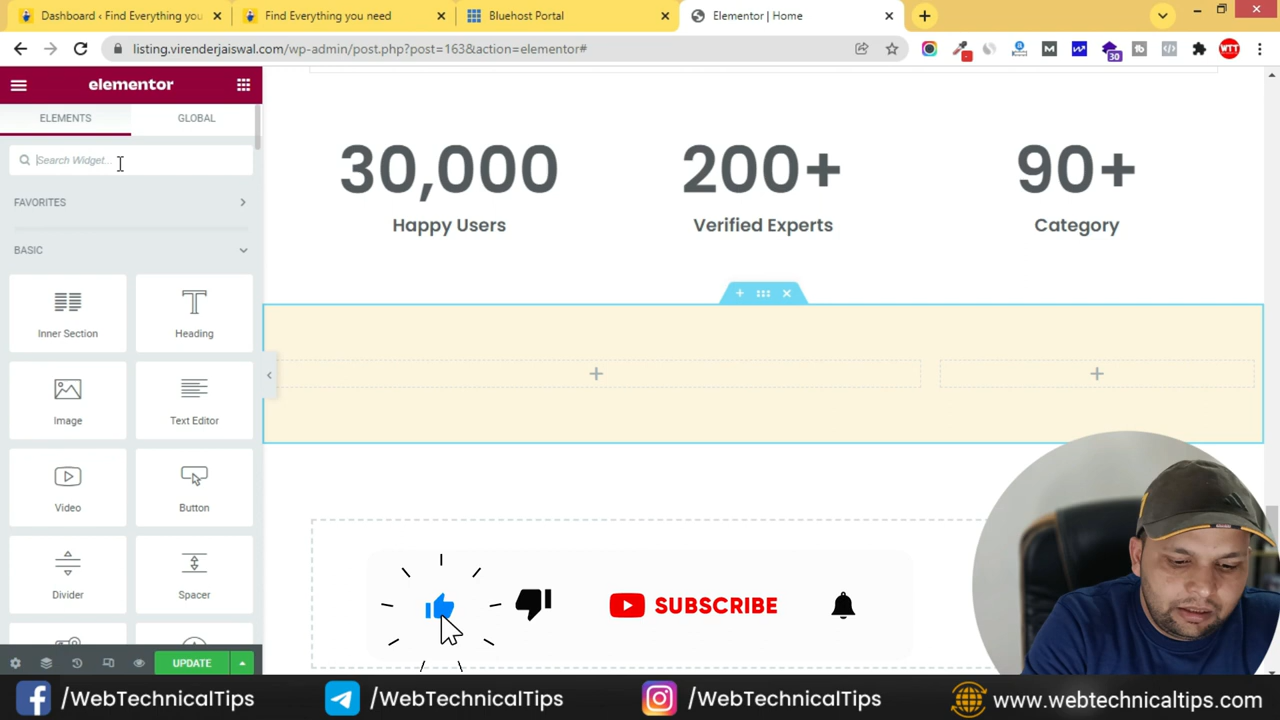 Dashboard ‹ Find Everything you
Find Everything you need
Bluehost Portal
Elementor | Home
listing.virenderjaiswal.com/wp-admin/post.php?post=163&action=elementor#
30
WTT
elementor
ELEMENTS
GLOBAL
Search Widget...
FAVORITES
BASIC
Inner Section
Heading
Image
Text Editor
Video
Button
Divider
Spacer
UPDATE
30,000
200+
90+
Happy Users
Verified Experts
Category
SUBSCRIBE
/WebTechnicalTips
/WebTechnicalTips
/WebTechnicalTips
www.webtechnicaltips.com